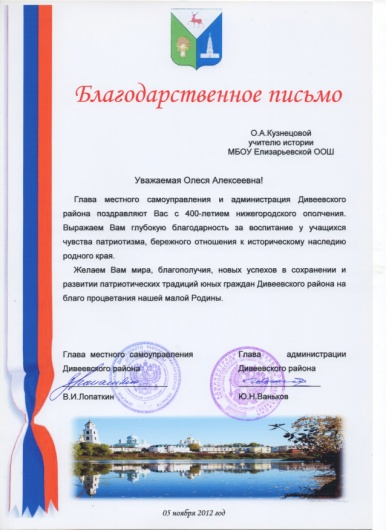 Благодарственное письмо
О.А.Кузнецовой
учителю истории
МБОУ Елизарьевской ООШ
Уважаемая Олеся Алексеевна!
Глава местного самоуправления и администрация Дивеевского
района поздравляют Вас с 400-летием нижегородского ополчения.
Выражаем Вам глубокую благодарность за воспитание у учащихся
чувства патриотизма, бережного отношения к историческому наследию
родного края.
Желаем Вам мира, благополучия, новых успехов в сохранении и
развитии патриотических традиций юных граждан Дивеевского района на
благо процветания нашей малой Родины.
Глава местного самоуправления
Дивеевского района
В.И.Лопаткин
Глава администрации
Дивеевского района
Ю.Н.Ваньков
05 ноября 2012 год